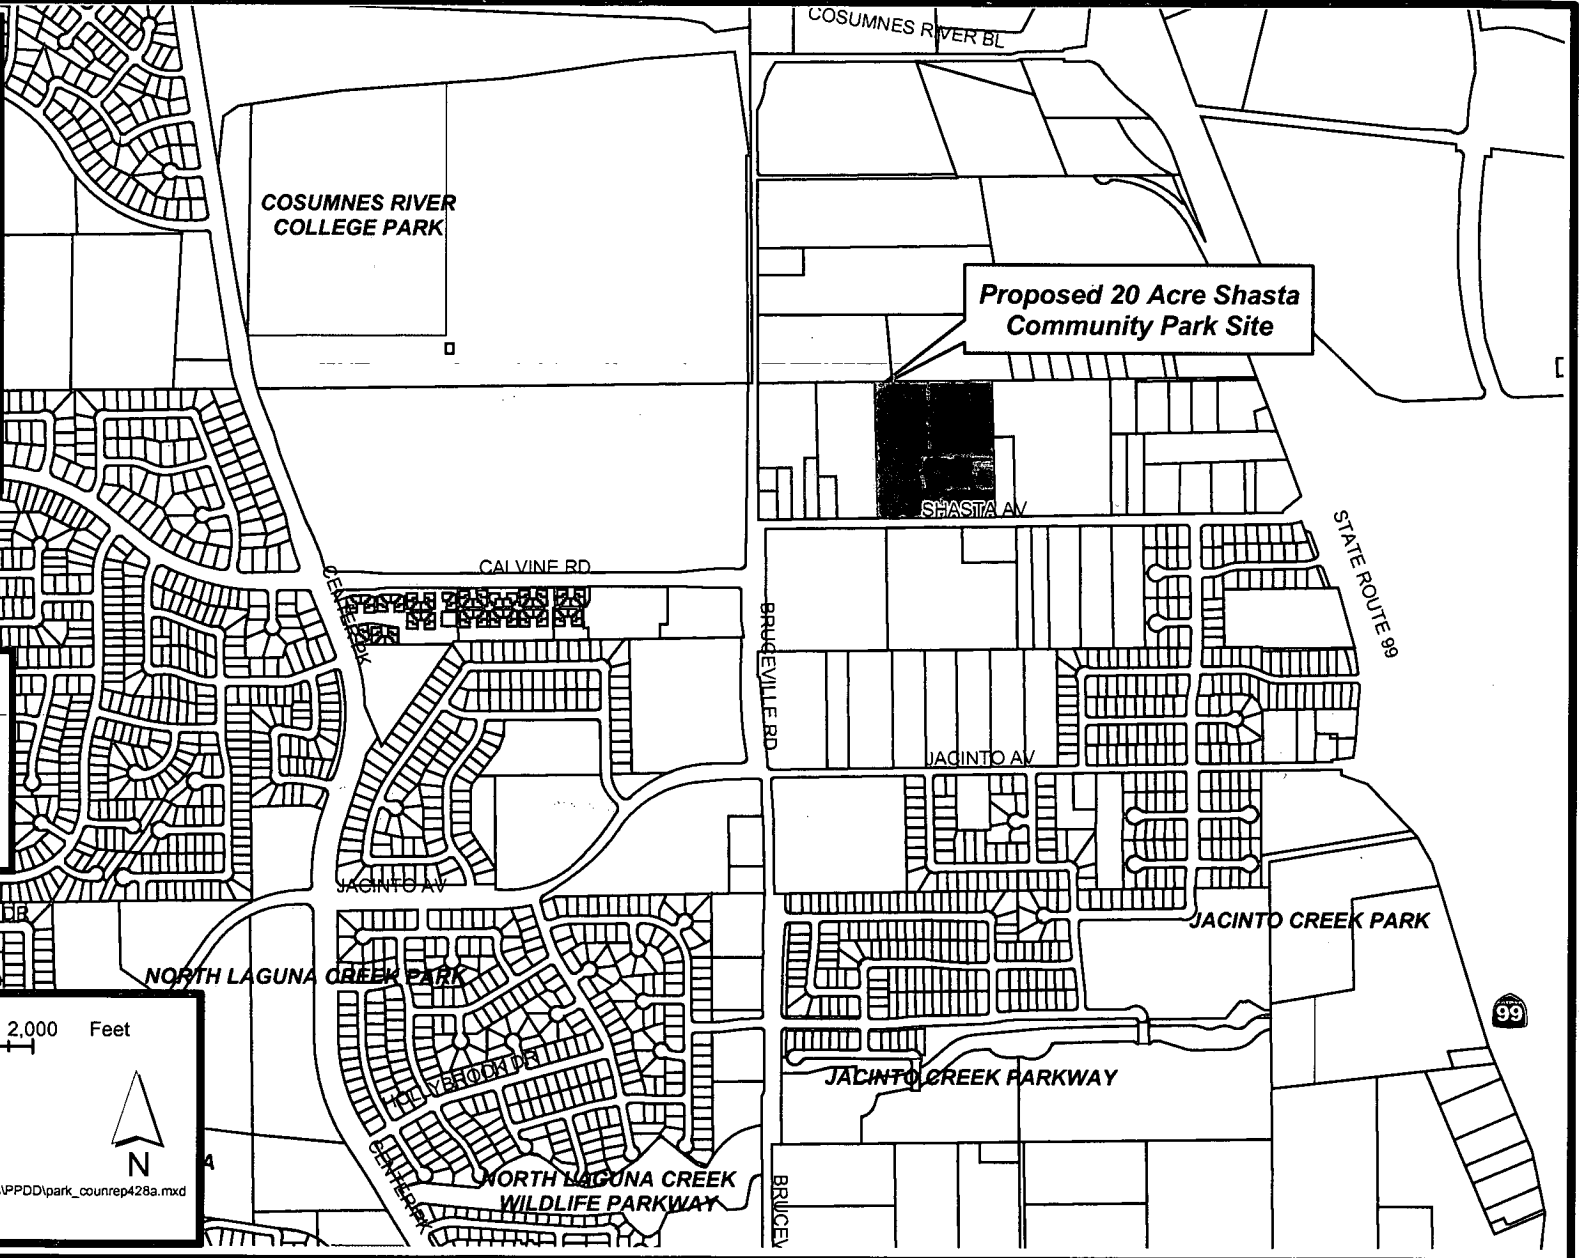 COSUMNES RIVER BL
COSUMNES RIVER
COLLEGE PARK
Proposed 20 Acre Shasta
Community Park Site
SHASTA AV
STATE ROUTE 99
CALVINE RD
CENTER PK
BRUCEVILLE RD
JACINTO AV
JACINTO AV
DR
JACINTO CREEK PARK
NORTH LAGUNA CREEK PARK
99
2,000 Feet
HOLLYBROOK DR
JACINTO CREEK PARKWAY
N
A
\PPDD\park_counrep428a.mxd
CENTER PK
NORTH LAGUNA CREEK
WILDLIFE PARKWAY
BRUCEV